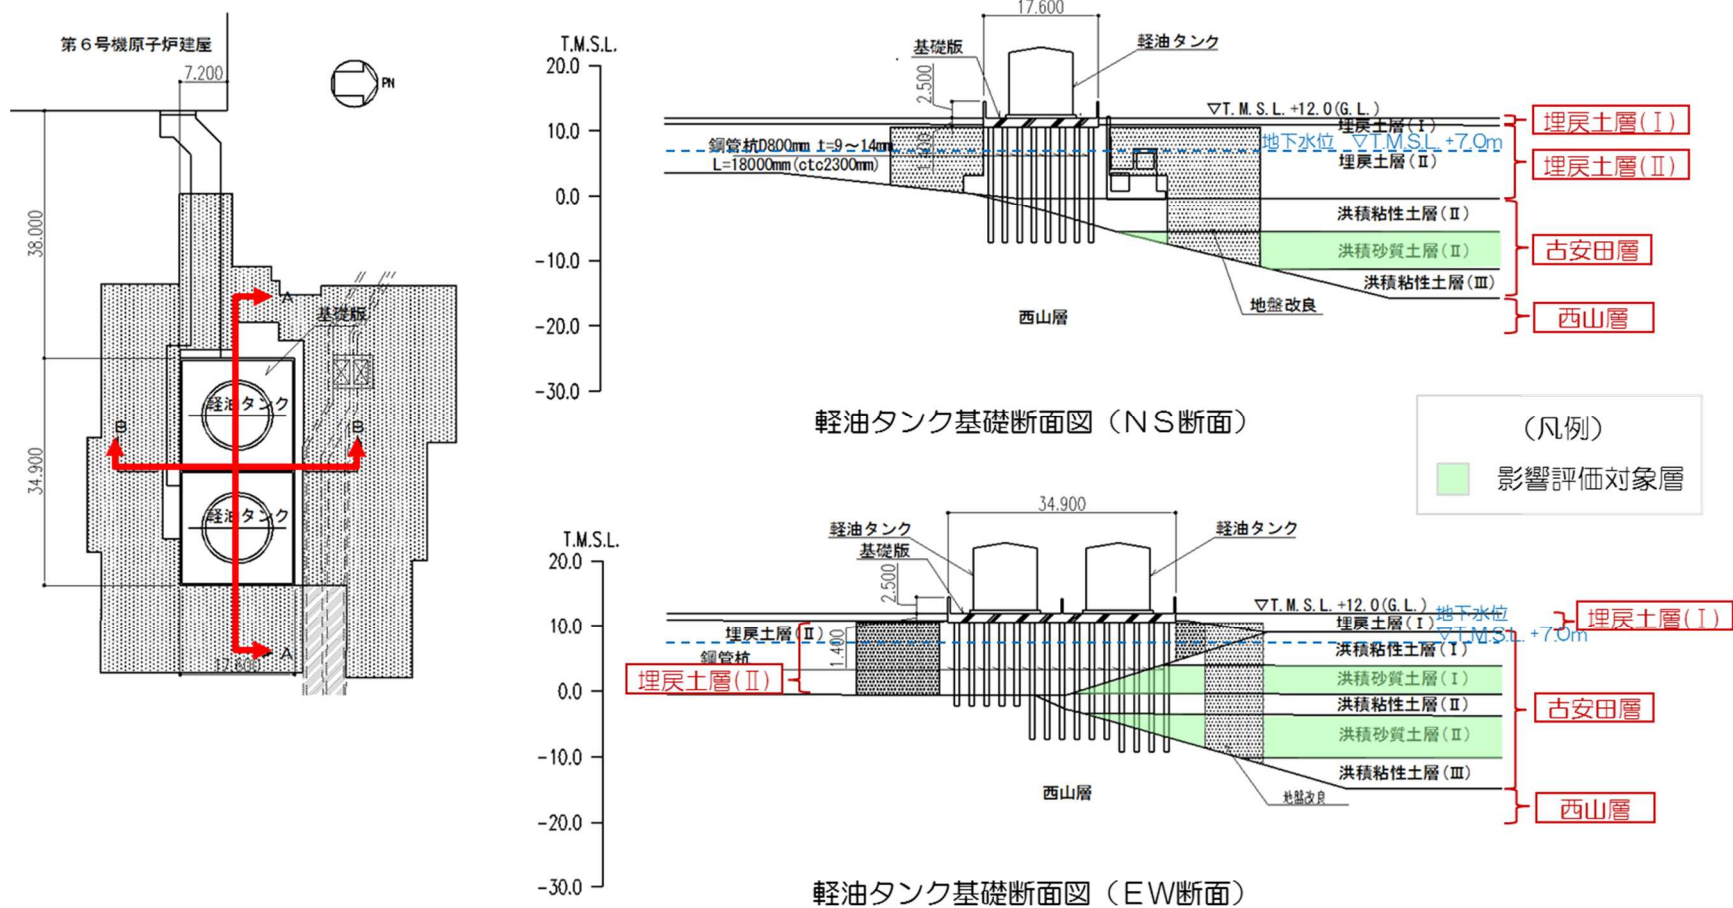 第6号機原子炉建屋
7.200
PN
38.000
34.900
A
基礎版
軽油タンク
B
B
軽油タンク
A
17.600
T.M.S.L.
20.0
10.0
0.0
-10.0
-20.0
-30.0
17.600
基礎版
軽油タンク
2.500
▽T.M.S.L.+12.0(G.L.)
埋戻土層(Ⅰ)
地下水位 ▽T.M.S.L.+7.0m
鋼管杭D800mm t=9～14mm
L=18000mm(ctc2300mm)
埋戻土層(Ⅱ)
洪積粘性土層(Ⅱ)
洪積砂質土層(Ⅱ)
洪積粘性土層(Ⅲ)
地盤改良
西山層
埋戻土層(Ⅰ)
埋戻土層(Ⅱ)
古安田層
西山層
軽油タンク基礎断面図（NS断面）
（凡例）
影響評価対象層
T.M.S.L.
20.0
10.0
0.0
-10.0
-20.0
-30.0
34.900
軽油タンク
軽油タンク
基礎版
2.500
▽T.M.S.L.+12.0(G.L.)
地下水位
埋戻土層(Ⅰ)
▽T.M.S.L.+7.0m
埋戻土層(Ⅱ)
1.400
鋼管杭
埋戻土層(Ⅱ)
洪積粘性土層(Ⅰ)
洪積砂質土層(Ⅰ)
洪積粘性土層(Ⅱ)
洪積砂質土層(Ⅱ)
洪積粘性土層(Ⅲ)
地盤改良
西山層
埋戻土層(Ⅰ)
古安田層
西山層
軽油タンク基礎断面図（EW断面）